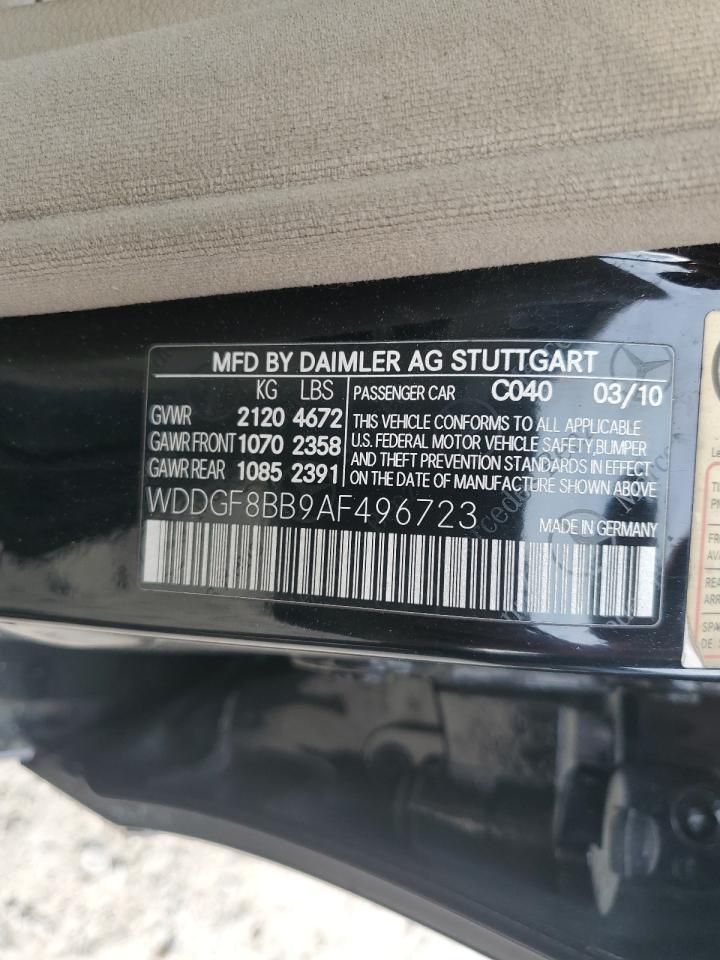 MFD BY DAIMLER AG STUTTGART
KG LBS
GVWR 2120 4672
GAWR FRONT 1070 2358
GAWR REAR 1085 2391
PASSENGER CAR C040 03/10
THIS VEHICLE CONFORMS TO ALL APPLICABLE
U.S. FEDERAL MOTOR VEHICLE SAFETY,BUMPER
AND THEFT PREVENTION STANDARDS IN EFFECT
ON THE DATE OF MANUFACTURE SHOWN ABOVE
WDDGF8BB9AF496723
MADE IN GERMANY